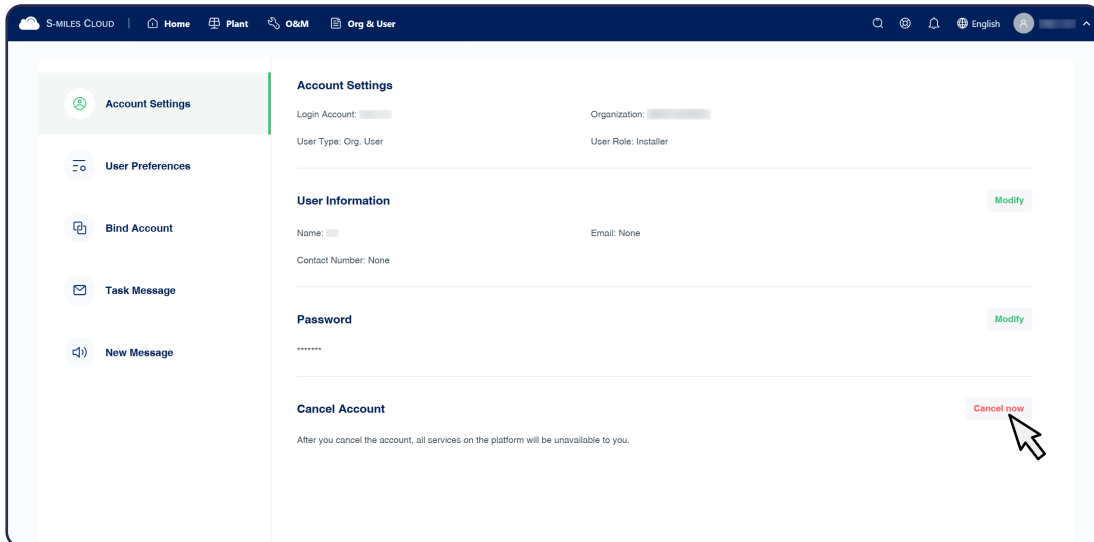 S-MILES CLOUD | Home Plant O&M Org & User English A
Account Settings
User Preferences
Bind Account
Task Message
New Message
Account Settings
Login Account: Organization:
User Type: Org. User User Role: Installer
User Information Modify
Name: Email: None
Contact Number: None
Password Modify
*******
Cancel Account Cancel now
After you cancel the account, all services on the platform will be unavailable to you.